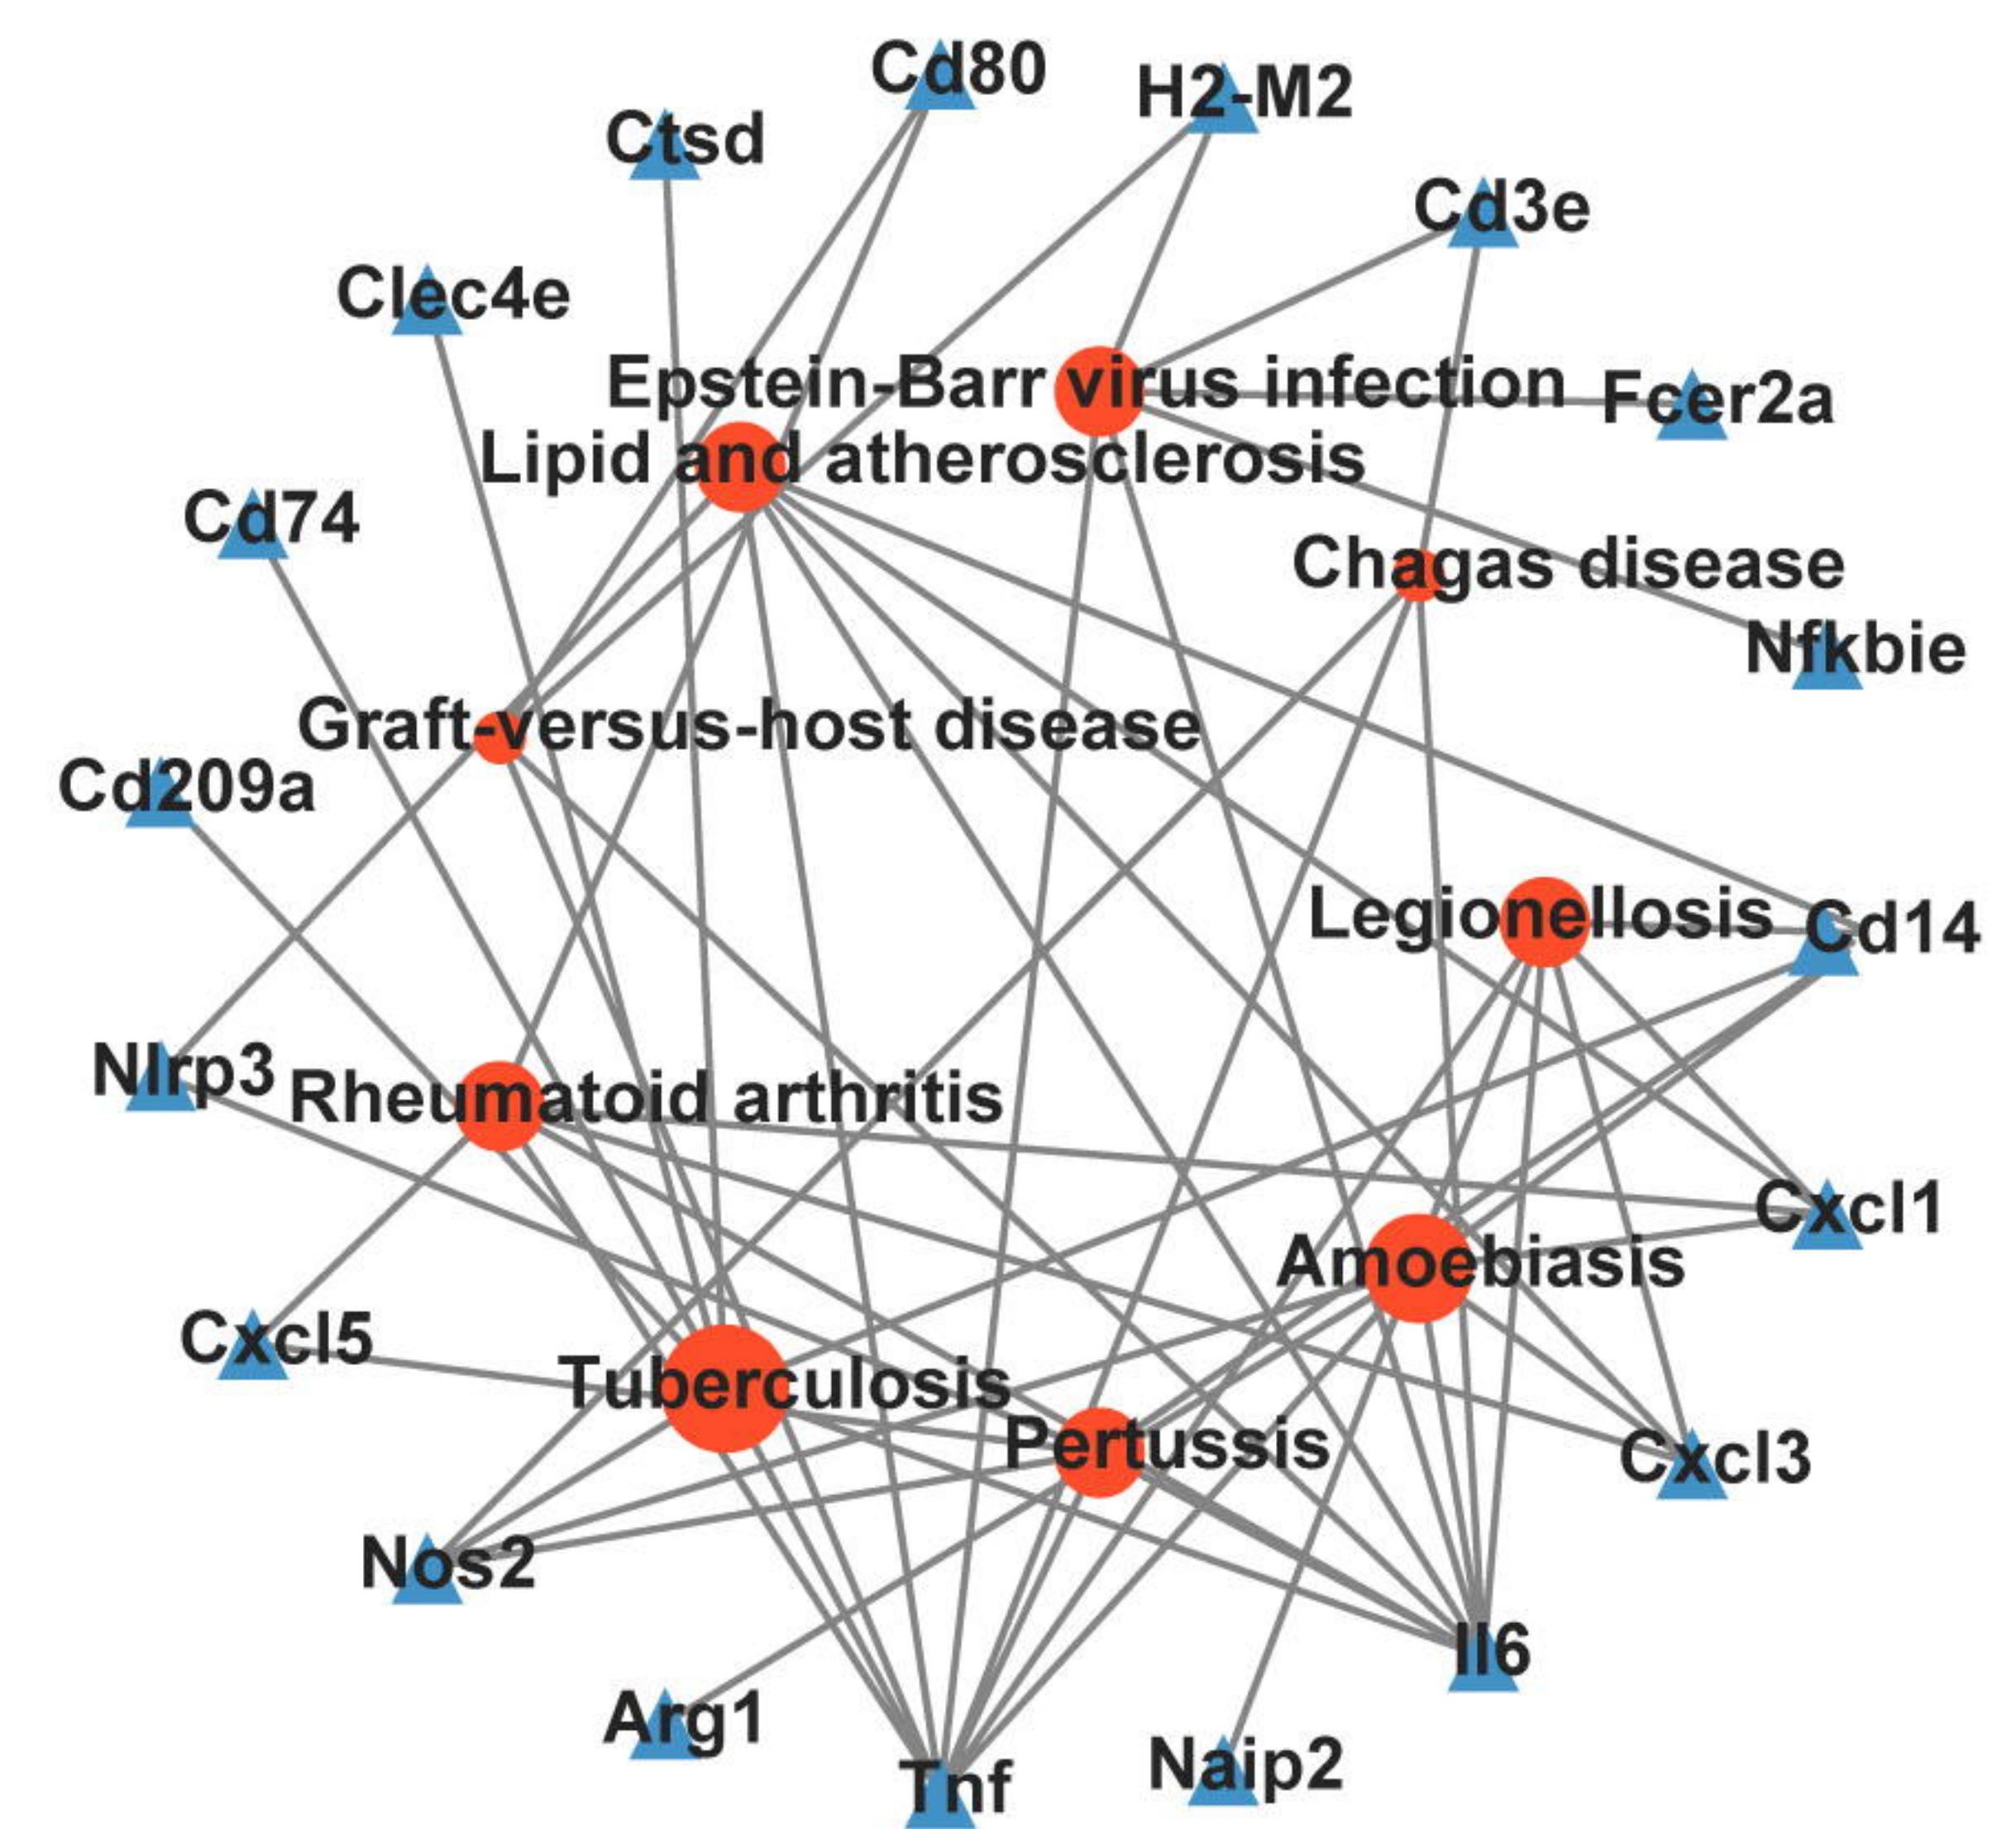 Cd80
H2-M2
Ctsd
Cd3e
Clec4e
Epstein-Barr virus infection
Fcer2a
Lipid and atherosclerosis
Cd74
Chagas disease
Nfkbie
Graft-versus-host disease
Cd209a
Legionellosis
Cd14
Nlrp3
Rheumatoid arthritis
Cxcl1
Amoebiasis
Cxcl5
Tuberculosis
Pertussis
Cxcl3
Nos2
Il6
Arg1
Naip2
Tnf